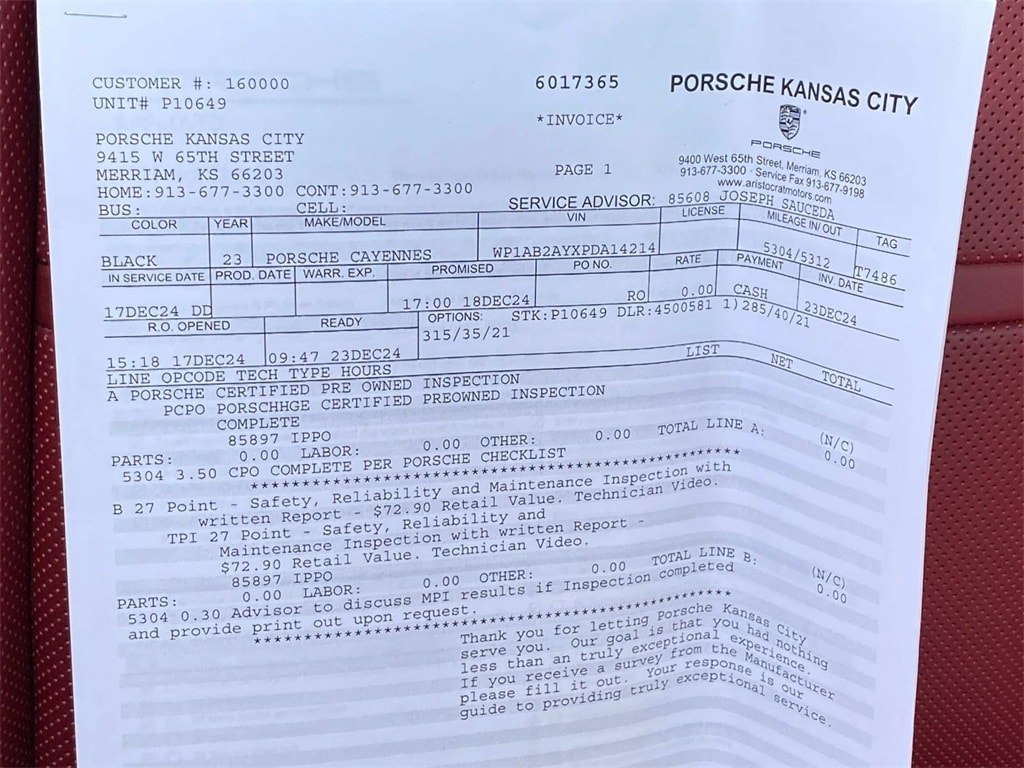 CUSTOMER #: 160000
6017365
PORSCHE KANSAS CITY
UNIT# P10649
*INVOICE*
PORSCHE
PORSCHE KANSAS CITY
9415 W 65TH STREET
MERRIAM, KS 66203
PAGE 1
9400 West 65th Street, Merriam, KS 66203
913-677-3300 · Service Fax 913-677-9198
www.aristocratmotors.com
HOME:913-677-3300 CONT:913-677-3300
BUS: CELL:
SERVICE ADVISOR: 85608 JOSEPH SAUCEDA
COLOR YEAR MAKE/MODEL VIN LICENSE MILEAGE IN/OUT TAG
BLACK 23 PORSCHE CAYENNES WP1AB2AYXPDA14214 5304/5312 T7486
IN SERVICE DATE PROD. DATE WARR. EXP. PROMISED PO NO. RATE PAYMENT INV. DATE
17DEC24 DD 17:00 18DEC24 RO 0.00 CASH 23DEC24
R.O. OPENED READY OPTIONS: STK:P10649 DLR:4500581 1)285/40/21
315/35/21
15:18 17DEC24 09:47 23DEC24
LINE OPCODE TECH TYPE HOURS LIST NET TOTAL
A PORSCHE CERTIFIED PRE OWNED INSPECTION
PCPO PORSCHHGE CERTIFIED PREOWNED INSPECTION
COMPLETE
85897 IPPO (N/C)
PARTS: 0.00 LABOR: 0.00 OTHER: 0.00 TOTAL LINE A: 0.00
5304 3.50 CPO COMPLETE PER PORSCHE CHECKLIST
****************************************************
B 27 Point - Safety, Reliability and Maintenance Inspection with
written Report - $72.90 Retail Value. Technician Video.
TPI 27 Point - Safety, Reliability and
Maintenance Inspection with written Report -
$72.90 Retail Value. Technician Video.
85897 IPPO (N/C)
PARTS: 0.00 LABOR: 0.00 OTHER: 0.00 TOTAL LINE B: 0.00
5304 0.30 Advisor to discuss MPI results if Inspection completed
and provide print out upon request.
****************************************************
Thank you for letting Porsche Kansas City
serve you. Our goal is that you had nothing
less than an truly exceptional experience.
If you receive a survey from the Manufacturer
please fill it out. Your response is our
guide to providing truly exceptional service.